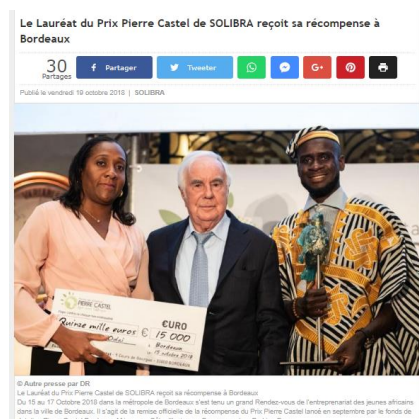 Le Lauréat du Prix Pierre Castel de SOLIBRA reçoit sa récompense à
Bordeaux
30
Partages
Partager
Tweeter
Publié le vendredi 19 octobre 2018 | SOLIBRA
PIERRE CASTEL
Quinze mille euros €
€URO
15 000
Bordeaux
17 octobre 2018
© Autre presse par DR
Le Lauréat du Prix Pierre Castel de SOLIBRA reçoit sa récompense à Bordeaux
Du 15 au 17 Octobre 2018 dans la métropole de Bordeaux s'est tenu un grand Rendez-vous de l'entreprenariat des jeunes africains
dans la ville de Bordeaux. Il s'agit de la remise officielle de la récompense du Prix Pierre Castel lancé en septembre par le fonds de